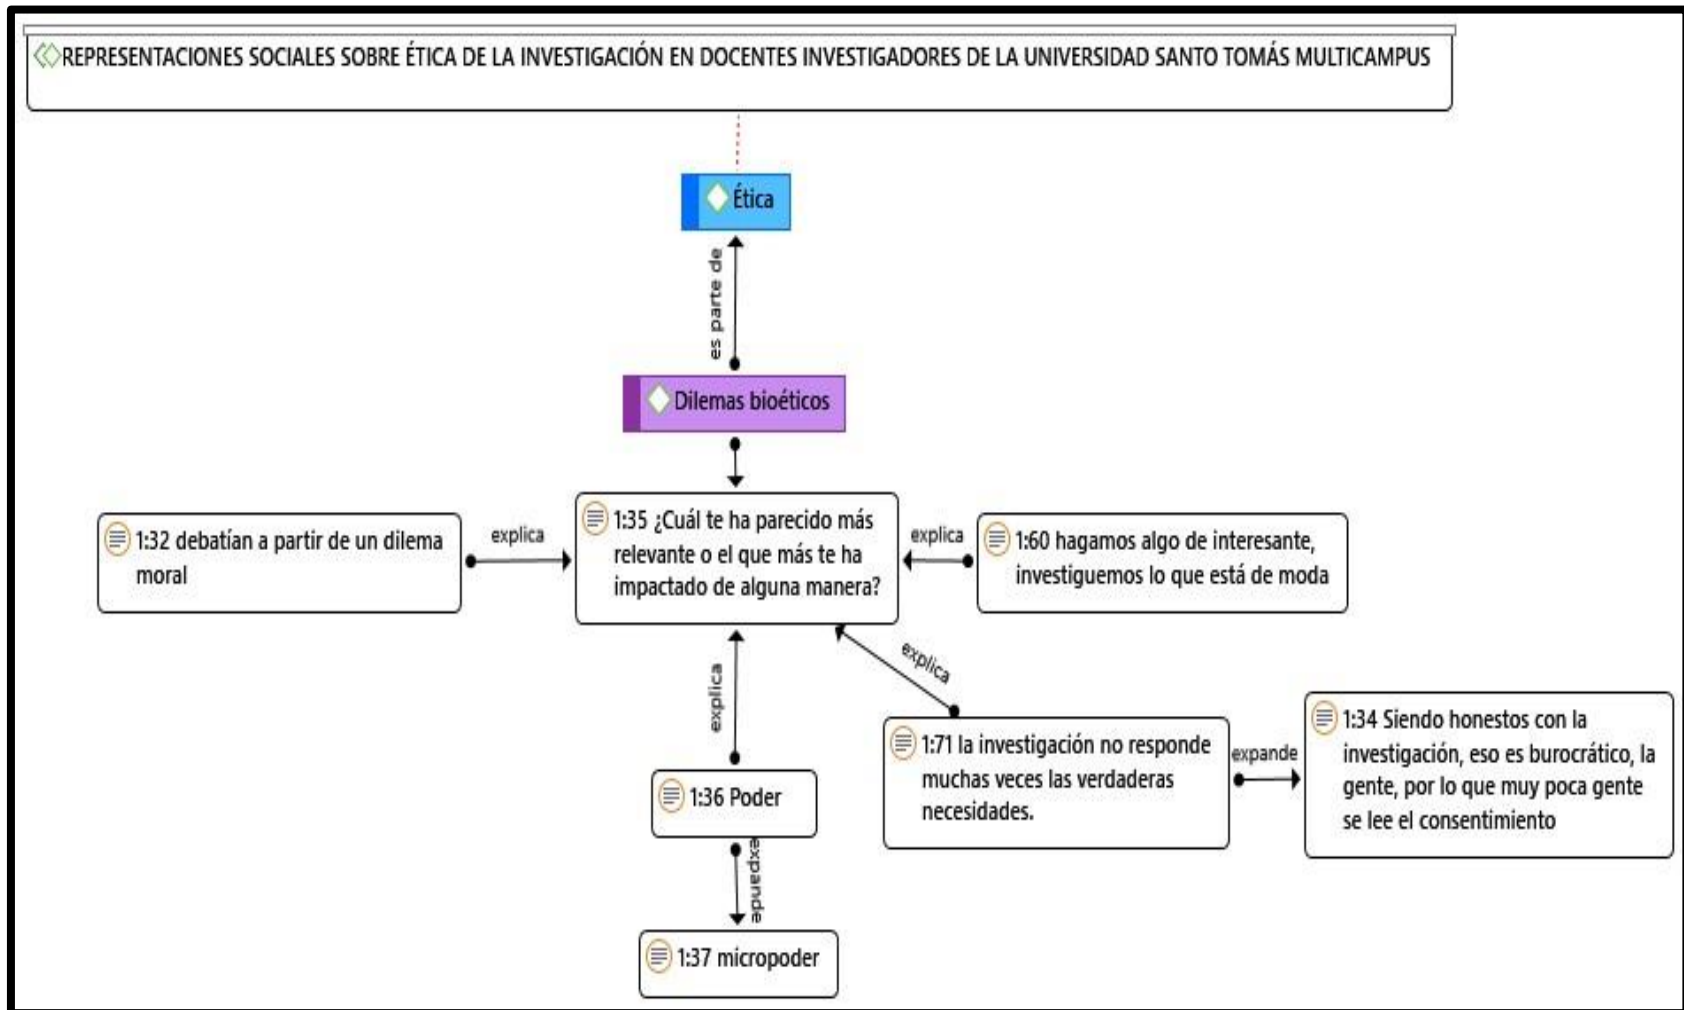 REPRESENTACIONES SOCIALES SOBRE ÉTICA DE LA INVESTIGACIÓN EN DOCENTES INVESTIGADORES DE LA UNIVERSIDAD SANTO TOMÁS MULTICAMPUS
Ética
es parte de
Dilemas bioéticos
1:32 debatían a partir de un dilema
moral
explica
1:35 ¿Cuál te ha parecido más
relevante o el que más te ha
impactado de alguna manera?
explica
1:60 hagamos algo de interesante,
investiguemos lo que está de moda
explica
explica
1:71 la investigación no responde
muchas veces las verdaderas
necesidades.
expande
1:34 Siendo honestos con la
investigación, eso es burocrático, la
gente, por lo que muy poca gente
se lee el consentimiento
1:36 Poder
expande
1:37 micropoder